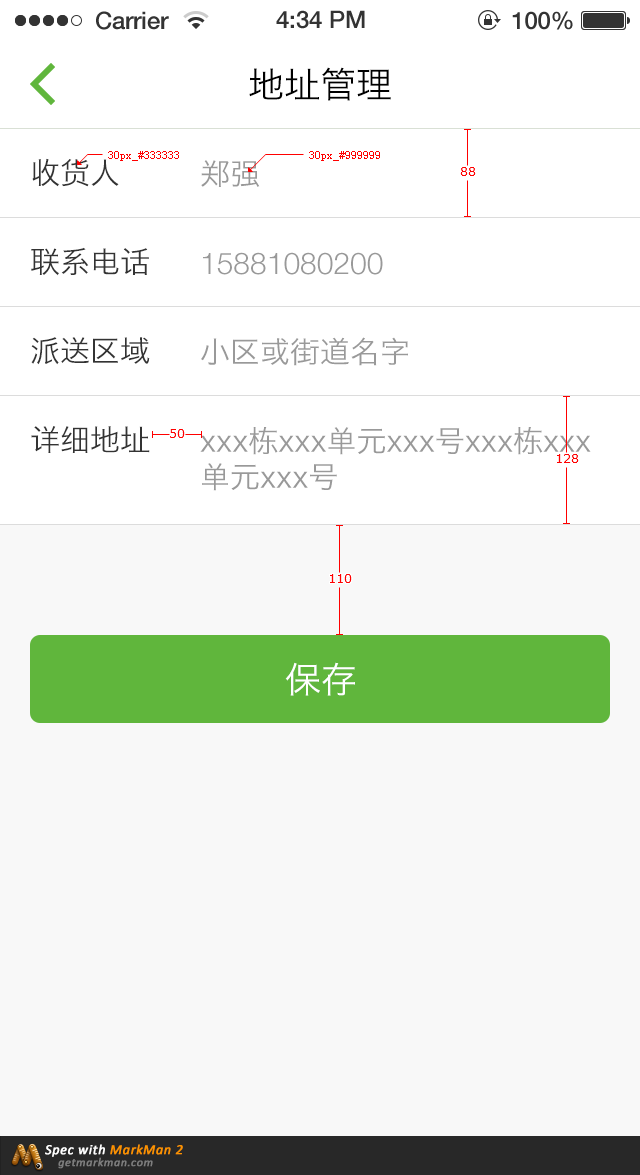 Carrier 4:34 PM 100%
地址管理
收货人 30px_#333333 郑强 30px_#999999 88
联系电话 15881080200
派送区域 小区或街道名字
详细地址 50 xxx栋xxx单元xxx号xxx栋xxx
单元xxx号
128
110
保存
Spec with MarkMan 2
getmarkman.com